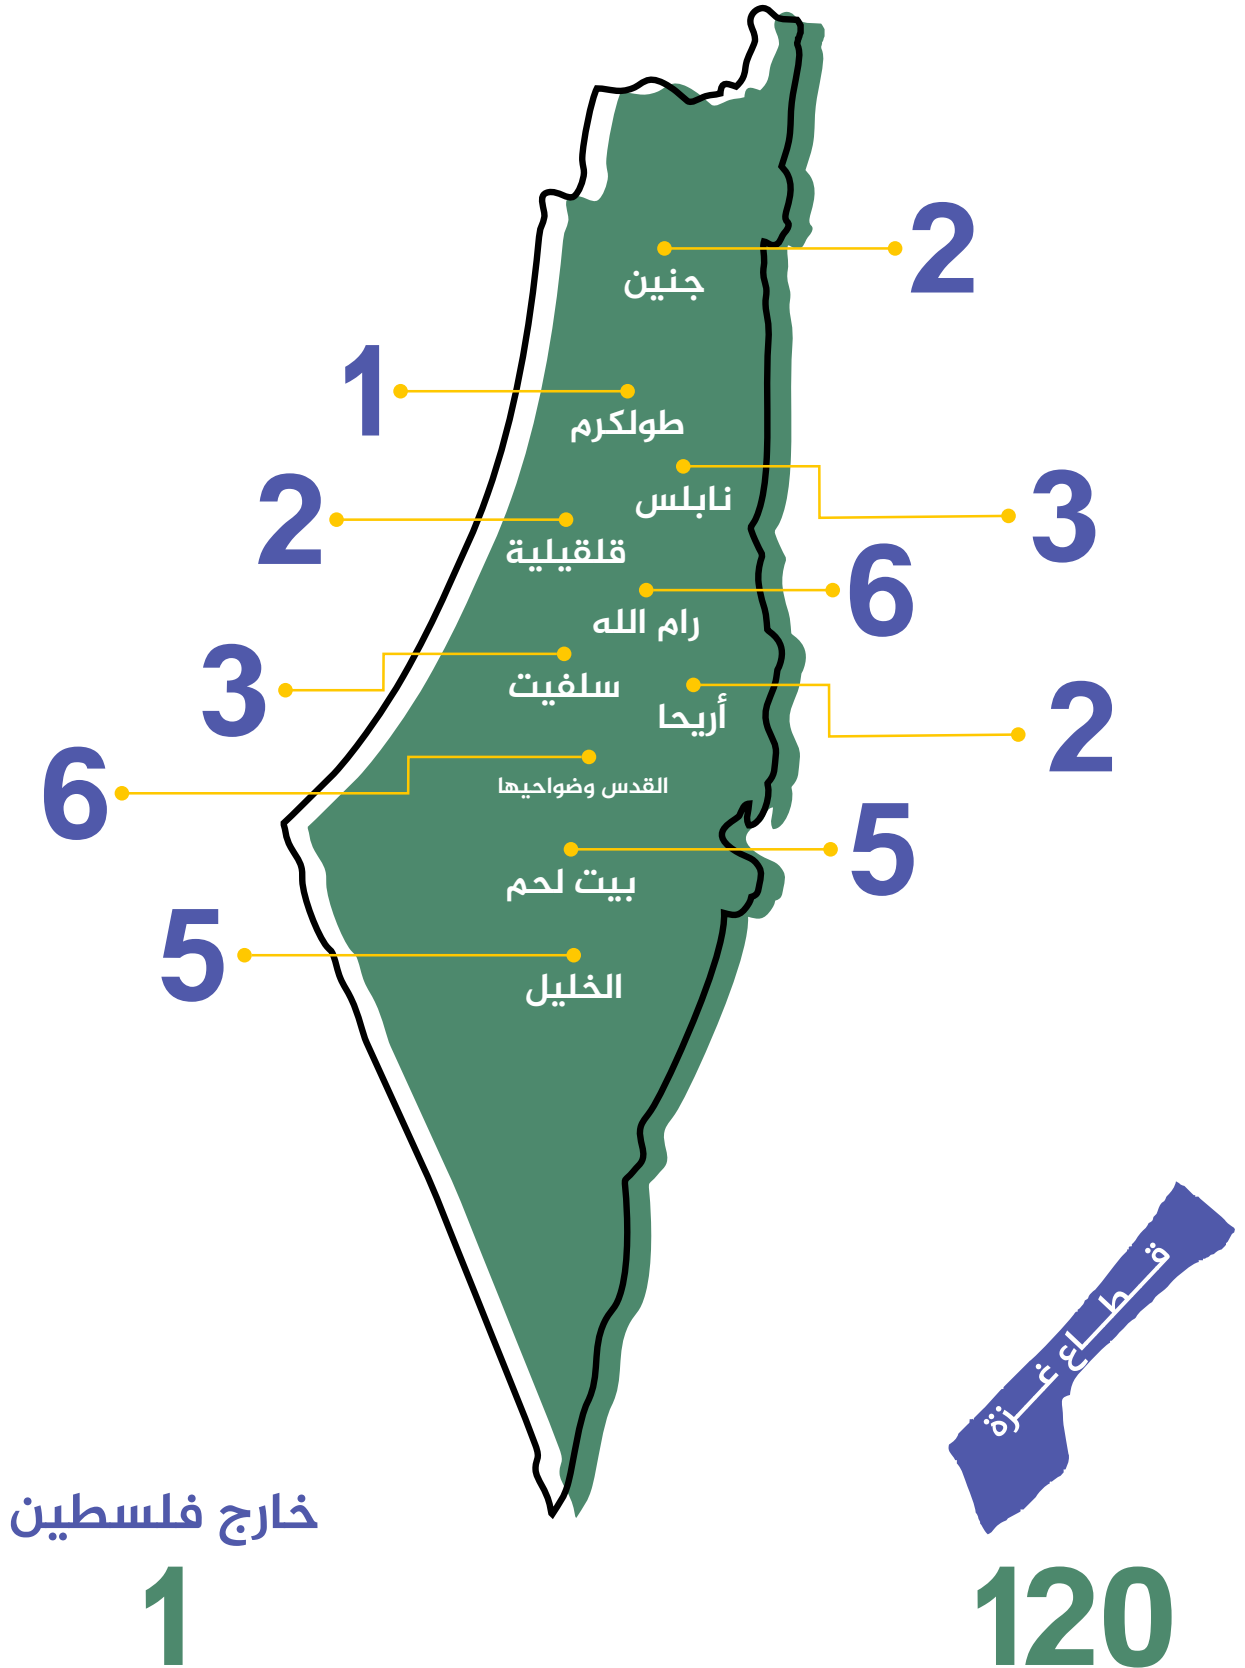 2
جنين
1
طولكرم
3
نابلس
2
قلقيلية
6
رام الله
3
سلفيت
2
أريحا
6
القدس وضواحيها
5
بيت لحم
5
الخليل
قطاع غزة
120
خارج فلسطين
1